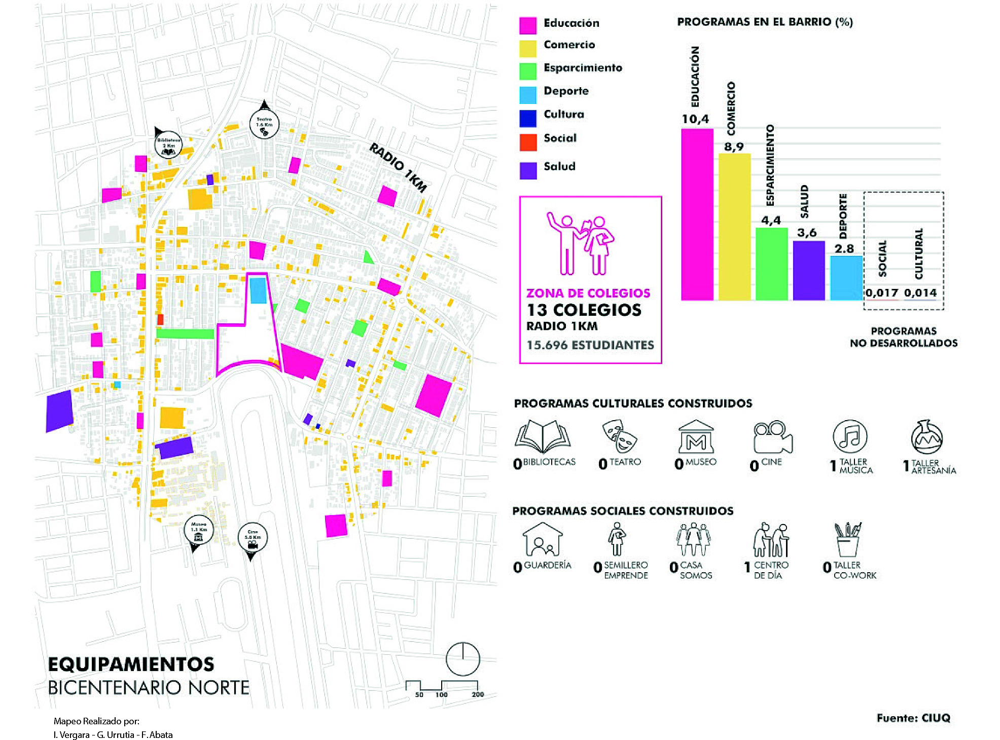 Teatro
1.6 Km
Biblioteca
2 Km
RADIO 1KM
Museo
1.1 Km
Cine
5.8 Km
EQUIPAMIENTOS
BICENTENARIO NORTE
50 100 200
Mapeo Realizado por:
I. Vergara - G. Urrutia - F. Abata
Educación
Comercio
Esparcimiento
Deporte
Cultura
Social
Salud
PROGRAMAS EN EL BARRIO (%)
EDUCACIÓN
10,4
COMERCIO
8,9
ESPARCIMIENTO
4,4
SALUD
3,6
DEPORTE
2.8
SOCIAL
0,017
CULTURAL
0,014
PROGRAMAS
NO DESARROLLADOS
ZONA DE COLEGIOS
13 COLEGIOS
RADIO 1KM
15.696 ESTUDIANTES
PROGRAMAS CULTURALES CONSTRUIDOS
M
0 BIBLIOTECAS
0 TEATRO
0 MUSEO
0 CINE
1 TALLER
MÚSICA
1 TALLER
ARTESANÍA
PROGRAMAS SOCIALES CONSTRUIDOS
0 GUARDERÍA
0 SEMILLERO
EMPRENDE
0 CASA
SOMOS
1 CENTRO
DE DÍA
0 TALLER
CO-WORK
Fuente: CIUQ